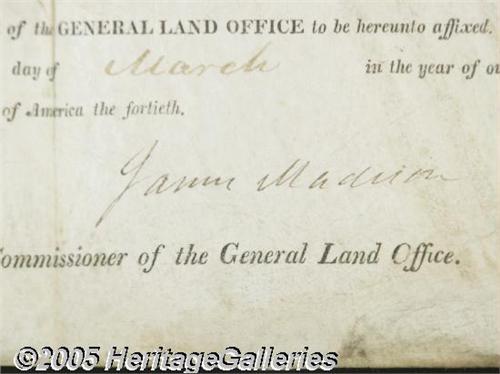 of the GENERAL LAND OFFICE to be hereunto affixed.
day of March in the year of ou
of America the fortieth.
James Madison
Commissioner of the General Land Office.
©2005 HeritageGalleries